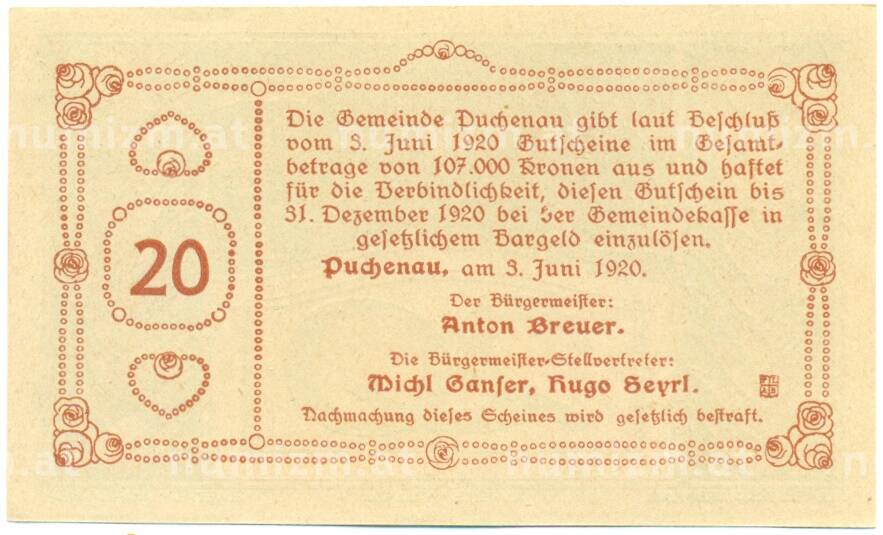 Die Gemeinde Puchenau gibt laut Beschluß
vom 3. Juni 1920 Gutscheine im Gesamt-
betrage von 107.000 Kronen aus und haftet
für die Verbindlichkeit, diesen Gutschein bis
31. Dezember 1920 bei der Gemeindekasse in
gesetzlichem Bargeld einzulösen.
Puchenau, am 3. Juni 1920.
20
Der Bürgermeister:
Anton Breuer.
Die Bürgermeister-Stellvertreter:
Michl Ganser, Hugo Seyrl.
Nachmachung dieses Scheines wird gesetzlich bestraft.
numizm.at